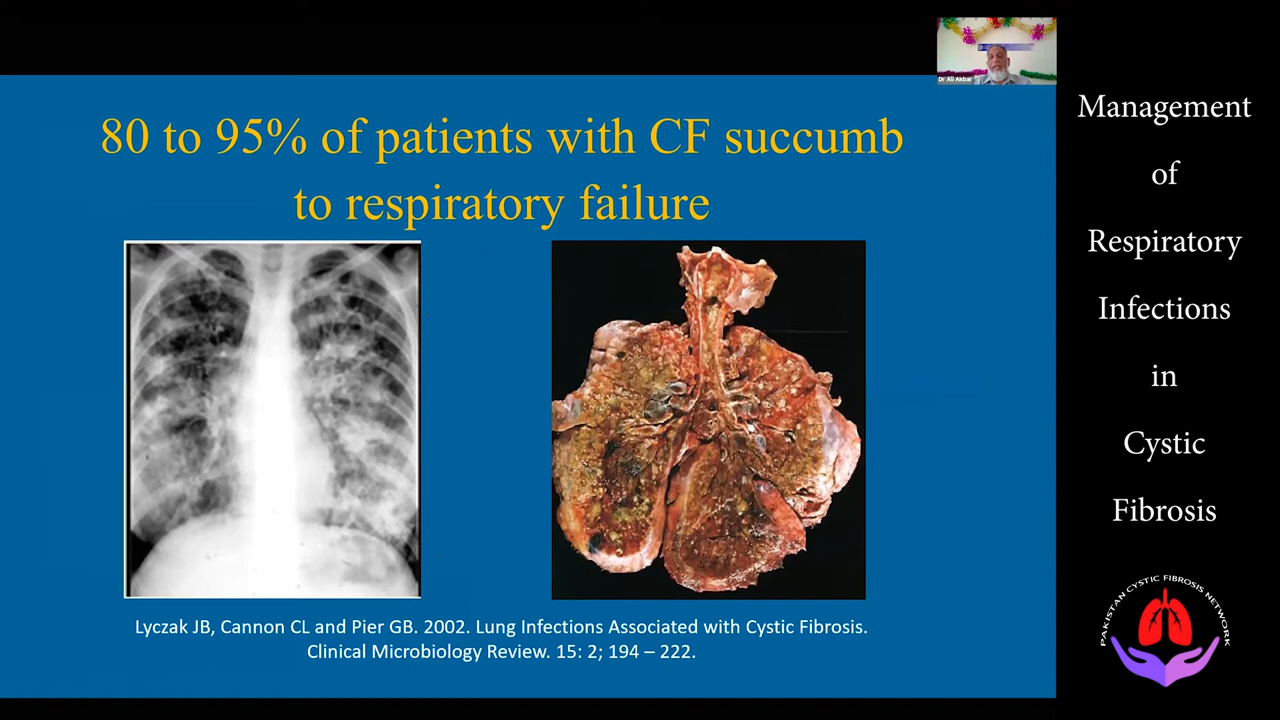 80 to 95% of patients with CF succumb
to respiratory failure
Lyczak JB, Cannon CL and Pier GB. 2002. Lung Infections Associated with Cystic Fibrosis.
Clinical Microbiology Review. 15: 2; 194 – 222.
Dr Ali Akbar
Management
of
Respiratory
Infections
in
Cystic
Fibrosis
PAKISTAN CYSTIC FIBROSIS NETWORK